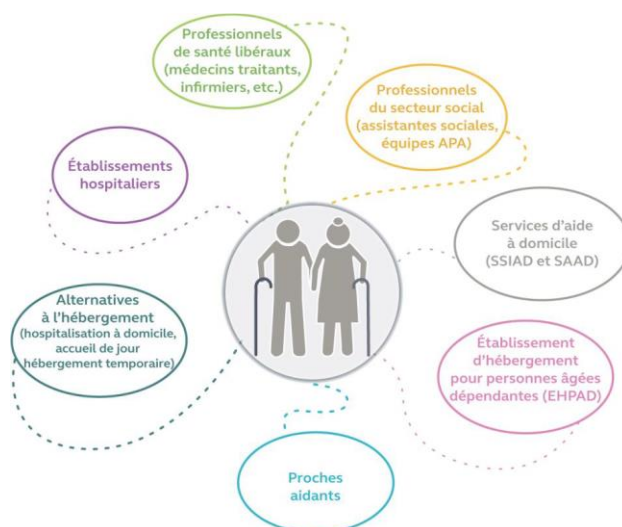 Professionnels
de santé libéraux
(médecins traitants,
infirmiers, etc.)
Professionnels
du secteur social
(assistantes sociales,
équipes APA)
Établissements
hospitaliers
Services d'aide
à domicile
(SSIAD et SAAD)
Alternatives
à l'hébergement
(hospitalisation à domicile,
accueil de jour
hébergement temporaire)
Établissement
d'hébergement
pour personnes âgées
dépendantes (EHPAD)
Proches
aidants